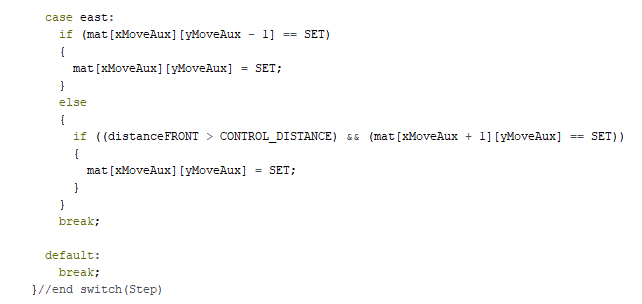 case east:
if (mat[xMoveAux][yMoveAux - 1] == SET)
{
mat[xMoveAux][yMoveAux] = SET;
}
else
{
if ((distanceFRONT > CONTROL_DISTANCE) && (mat[xMoveAux + 1][yMoveAux] == SET))
{
mat[xMoveAux][yMoveAux] = SET;
}
}
break;
default:
break;
}//end switch(Step)